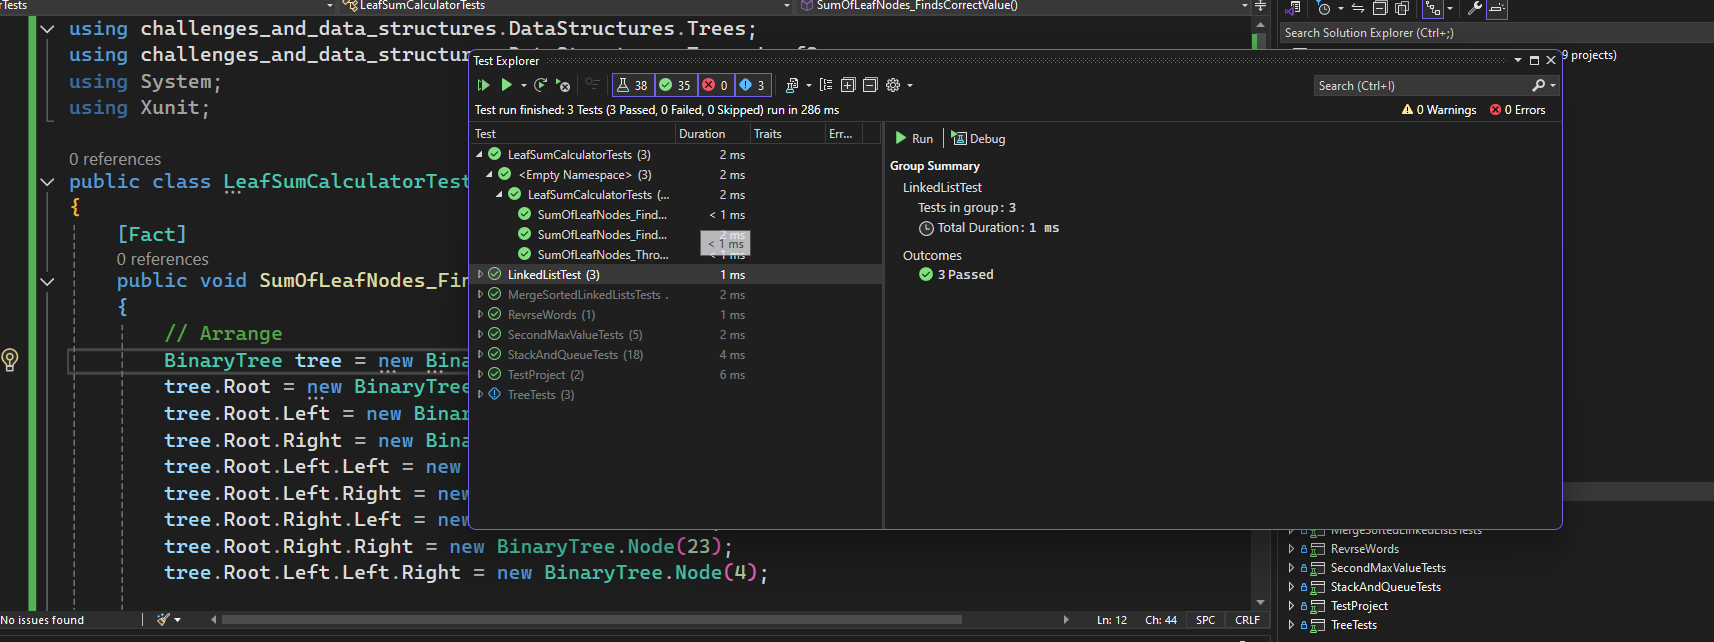 rTests
LeafSumCalculatorTests
SumOfLeafNodes_FindsCorrectValue()
using challenges_and_data_structures.DataStructures.Trees;
using challenges_and_data_structur
using System;
using Xunit;
0 references
public class LeafSumCalculatorTest
{
[Fact]
0 references
public void SumOfLeafNodes_Fin
{
// Arrange
BinaryTree tree = new Bina
tree.Root = new BinaryTree
tree.Root.Left = new Binar
tree.Root.Right = new Bina
tree.Root.Left.Left = new
tree.Root.Left.Right = new
tree.Root.Right.Left = new
tree.Root.Right.Right = new BinaryTree.Node(23);
tree.Root.Left.Left.Right = new BinaryTree.Node(4);
No issues found
Ln: 12 Ch: 44 SPC CRLF
Test Explorer
38 35 0 3
Search (Ctrl+I)
Test run finished: 3 Tests (3 Passed, 0 Failed, 0 Skipped) run in 286 ms
0 Warnings 0 Errors
Test Duration Traits Err...
LeafSumCalculatorTests (3) 2 ms
<Empty Namespace> (3) 2 ms
LeafSumCalculatorTests (... 2 ms
SumOfLeafNodes_Find... < 1 ms
SumOfLeafNodes_Find... 2 ms
< 1 ms
SumOfLeafNodes_Thro... < 1 ms
LinkedListTest (3) 1 ms
MergeSortedLinkedListsTests . 2 ms
RevrseWords (1) 1 ms
SecondMaxValueTests (5) 2 ms
StackAndQueueTests (18) 4 ms
TestProject (2) 6 ms
TreeTests (3)
Run Debug
Group Summary
LinkedListTest
Tests in group: 3
Total Duration: 1 ms
Outcomes
3 Passed
Search Solution Explorer (Ctrl+;)
9 projects)
MergeSortedLinkedListsTests
RevrseWords
SecondMaxValueTests
StackAndQueueTests
TestProject
TreeTests